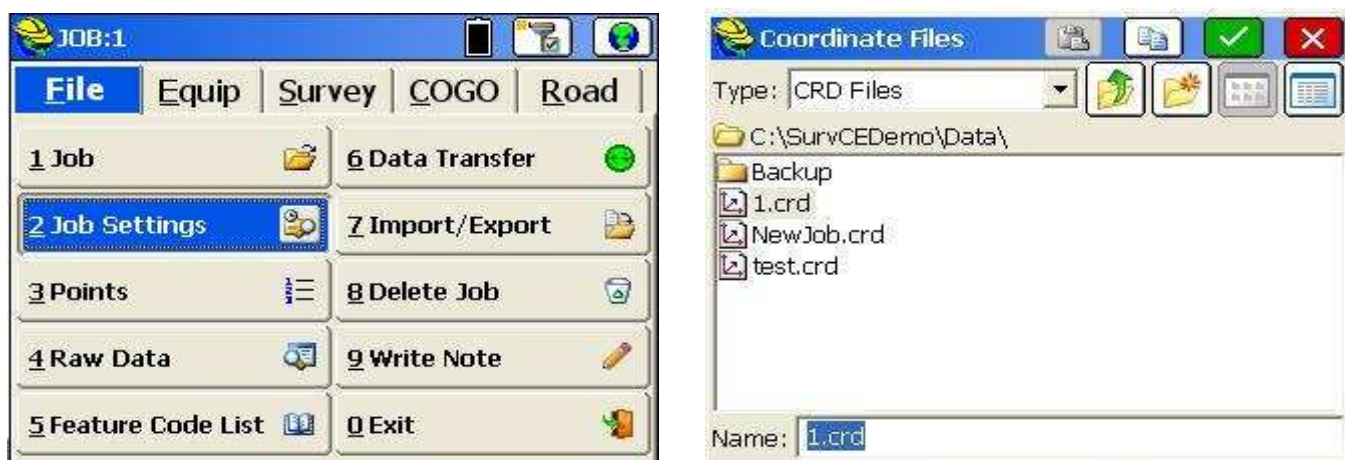 JOB:1
File Equip Survey COGO Road
1 Job 6 Data Transfer
2 Job Settings 7 Import/Export
3 Points 8 Delete Job
4 Raw Data 9 Write Note
5 Feature Code List 0 Exit
Coordinate Files
Type: CRD Files
C:\SurvCEDemo\Data\
Backup
1.crd
NewJob.crd
test.crd
Name: 1.crd